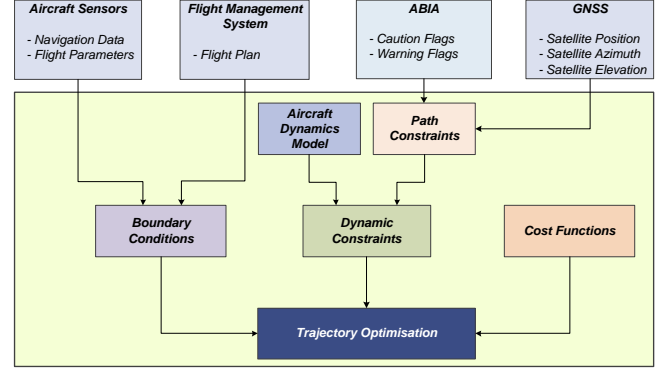 Aircraft Sensors
- Navigation Data
- Flight Parameters
Flight Management
System
- Flight Plan
ABIA
- Caution Flags
- Warning Flags
GNSS
- Satellite Position
- Satellite Azimuth
- Satellite Elevation
Aircraft
Dynamics
Model
Path
Constraints
Boundary
Conditions
Dynamic
Constraints
Cost Functions
Trajectory Optimisation